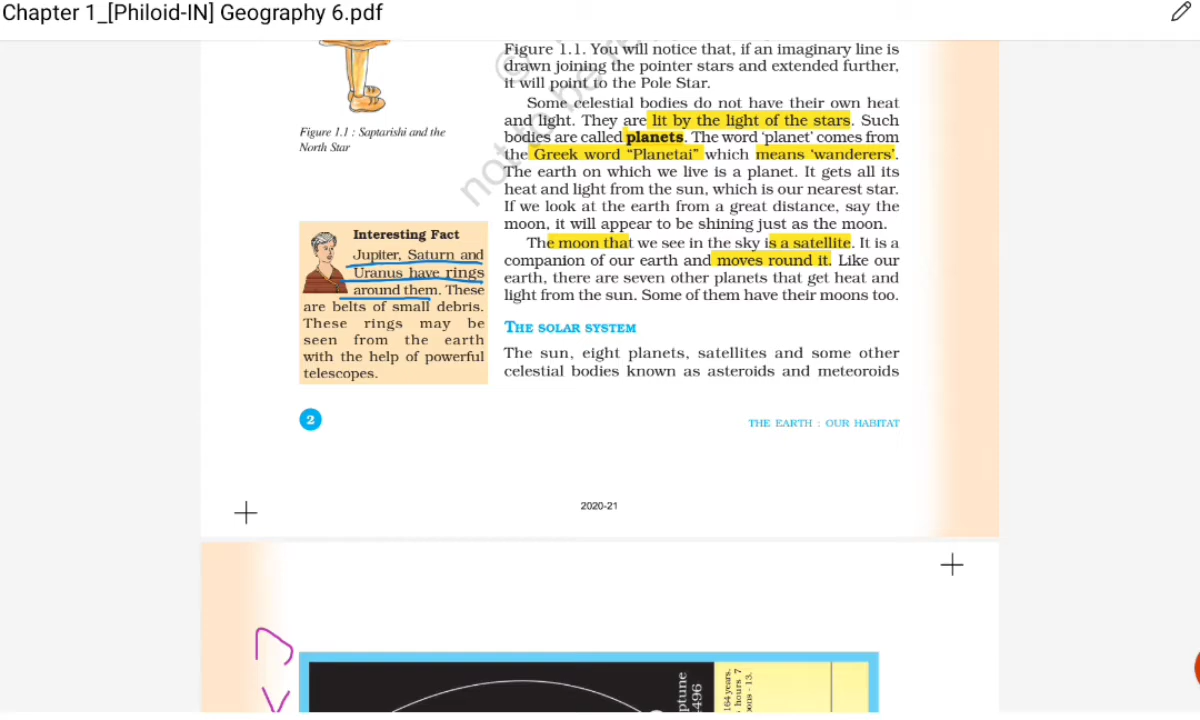 Chapter 1_[Philoid-IN] Geography 6.pdf
Figure 1.1. You will notice that, if an imaginary line is
drawn joining the pointer stars and extended further,
it will point to the Pole Star.
Some celestial bodies do not have their own heat
and light. They are lit by the light of the stars. Such
bodies are called planets. The word ‘planet’ comes from
the Greek word “Planetai” which means ‘wanderers’.
The earth on which we live is a planet. It gets all its
heat and light from the sun, which is our nearest star.
If we look at the earth from a great distance, say the
moon, it will appear to be shining just as the moon.
The moon that we see in the sky is a satellite. It is a
companion of our earth and moves round it. Like our
earth, there are seven other planets that get heat and
light from the sun. Some of them have their moons too.
THE SOLAR SYSTEM
The sun, eight planets, satellites and some other
celestial bodies known as asteroids and meteoroids
Figure 1.1 : Saptarishi and the
North Star
Interesting Fact
Jupiter, Saturn and
Uranus have rings
around them. These
are belts of small debris.
These rings may be
seen from the earth
with the help of powerful
telescopes.
2
THE EARTH : OUR HABITAT
2020-21
ptune
496
164 years,
hours 7
ons - 13.
© not to be